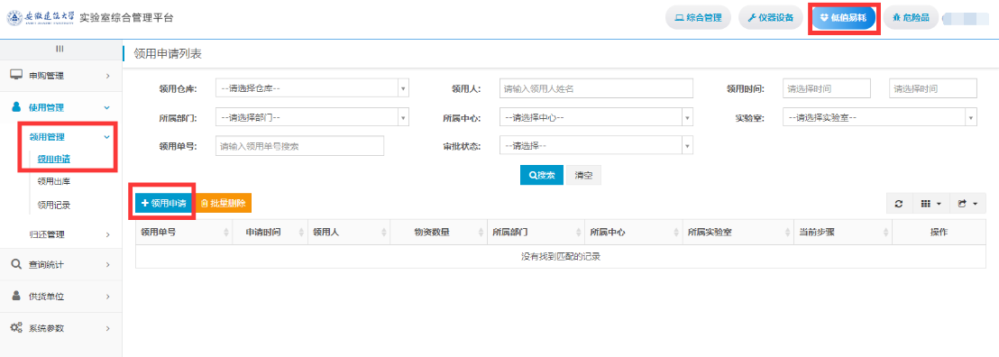 安徽建筑大学 实验室综合管理平台
综合管理 仪器设备 低值易耗 危险品
领用申请列表
申购管理
使用管理
领用管理
领用申请
领用出库
领用记录
归还管理
查询统计
供货单位
系统参数
领用仓库: --请选择仓库-- 领用人: 请输入领用人姓名 领用时间: 请选择时间 请选择时间
所属部门: --请选择部门-- 所属中心: --请选择中心-- 实验室: --请选择实验室--
领用单号: 请输入领用单号搜索 审批状态: --请选择--
搜索 清空
+ 领用申请 批量删除
领用单号 申请时间 领用人 物资数量 所属部门 所属中心 所属实验室 当前步骤 操作
没有找到匹配的记录